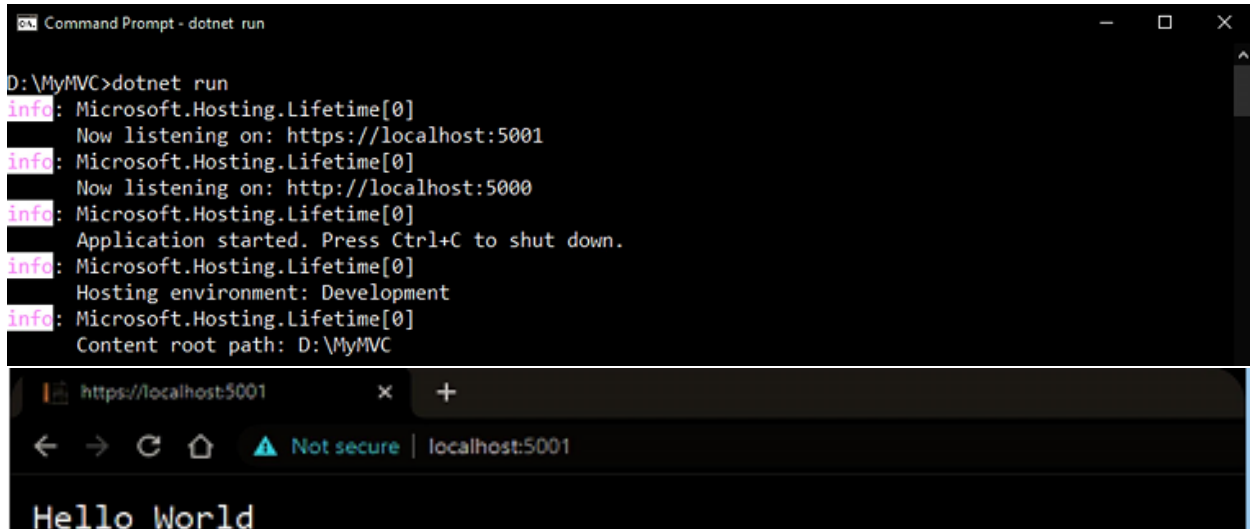 Command Prompt - dotnet run
D:\MyMVC>dotnet run
info: Microsoft.Hosting.Lifetime[0]
Now listening on: https://localhost:5001
info: Microsoft.Hosting.Lifetime[0]
Now listening on: http://localhost:5000
info: Microsoft.Hosting.Lifetime[0]
Application started. Press Ctrl+C to shut down.
info: Microsoft.Hosting.Lifetime[0]
Hosting environment: Development
info: Microsoft.Hosting.Lifetime[0]
Content root path: D:\MyMVC
https://localhost:5001
Not secure | localhost:5001
Hello World